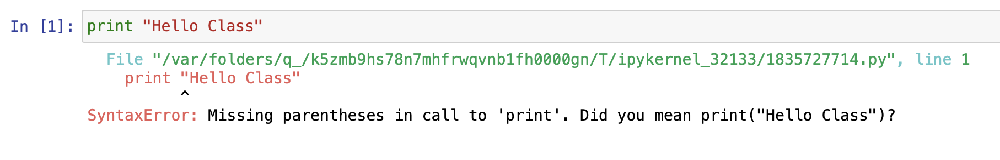 In [1]: print "Hello Class"
File "/var/folders/q_/k5zmb9hs78n7mhfrwqvnb1fh0000gn/T/ipykernel_32133/1835727714.py", line 1
print "Hello Class"
^
SyntaxError: Missing parentheses in call to 'print'. Did you mean print("Hello Class")?